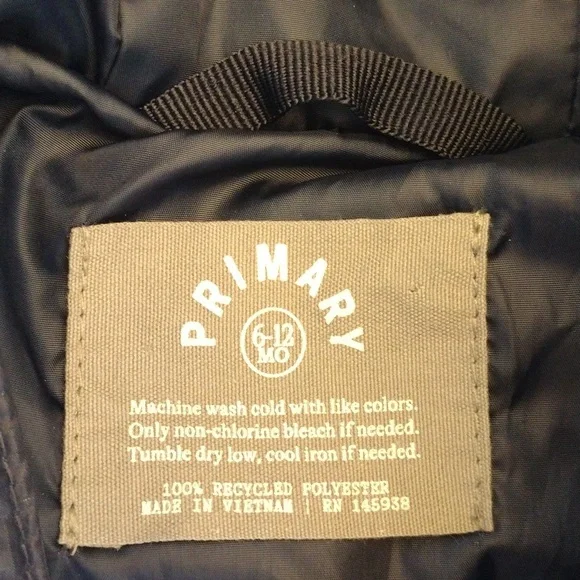 PRIMARY
6-12
MO
Machine wash cold with like colors.
Only non-chlorine bleach if needed.
Tumble dry low, cool iron if needed.
100% RECYCLED POLYESTER
MADE IN VIETNAM | RN 145938